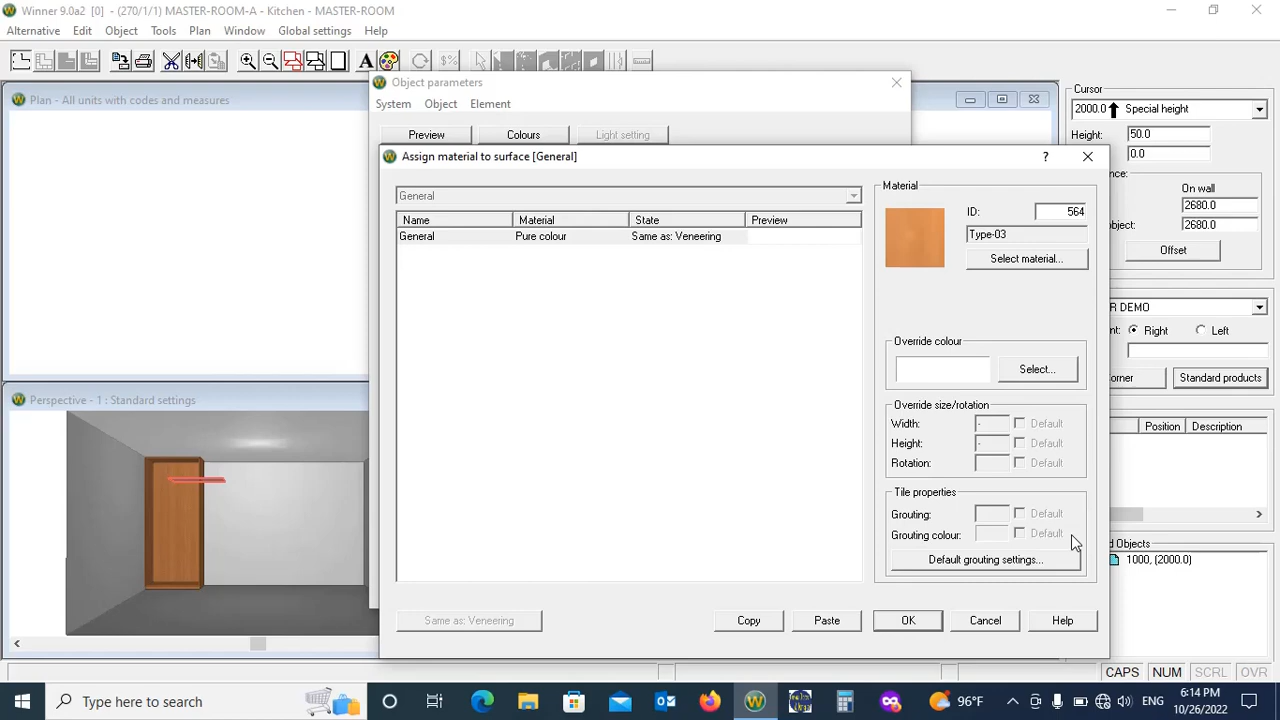 Winner 9.0a2 [0] - (270/1/1) MASTER-ROOM-A - Kitchen - MASTER-ROOM
Alternative Edit Object Tools Plan Window Global settings Help
Plan - All units with codes and measures
Object parameters
System Object Element
Preview Colours Light setting
Assign material to surface [General]
General
Name Material State Preview
General Pure colour Same as: Veneering
Material
ID: 564
Type-03
Select material...
Override colour
Select...
Override size/rotation
Width: - Default
Height: - Default
Rotation: Default
Tile properties
Grouting: Default
Grouting colour: Default
Default grouting settings...
Same as: Veneering Copy Paste OK Cancel Help
Perspective - 1 : Standard settings
Cursor
2000.0 Special height
Height: 50.0
0.0
nce:
On wall
2680.0
bject: 2680.0
Offset
R DEMO
nt: Right Left
orner Standard products
Position Description
d Objects
1000, (2000.0)
CAPS NUM SCRL OVR
Type here to search
96°F
ENG
6:14 PM
10/26/2022